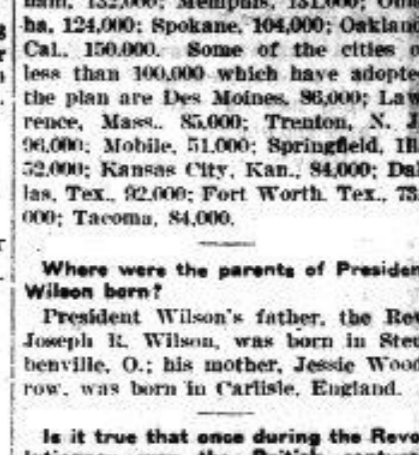 ham, 132,000; Memphis, 131,000; Oma
ba, 124,000; Spokane, 104,000; Oakland
Cal., 150,000. Some of the cities
less than 100,000 which have adopte
the plan are Des Moines, 86,000; Law
rence, Mass., 85,000; Trenton, N. J
96,000; Mobile, 51,000; Springfield, Ill
52,000; Kansas City, Kan., 84,000; Dal
las, Tex., 92,000; Fort Worth, Tex., 73
000; Tacoma, 84,000.
Where were the parents of Presiden
Wilson born?
President Wilson's father, the Rev
Joseph R. Wilson, was born in Steu
benville, O.; his mother, Jessie Wood
row, was born in Carlisle, England.
Is it true that once during the Revo